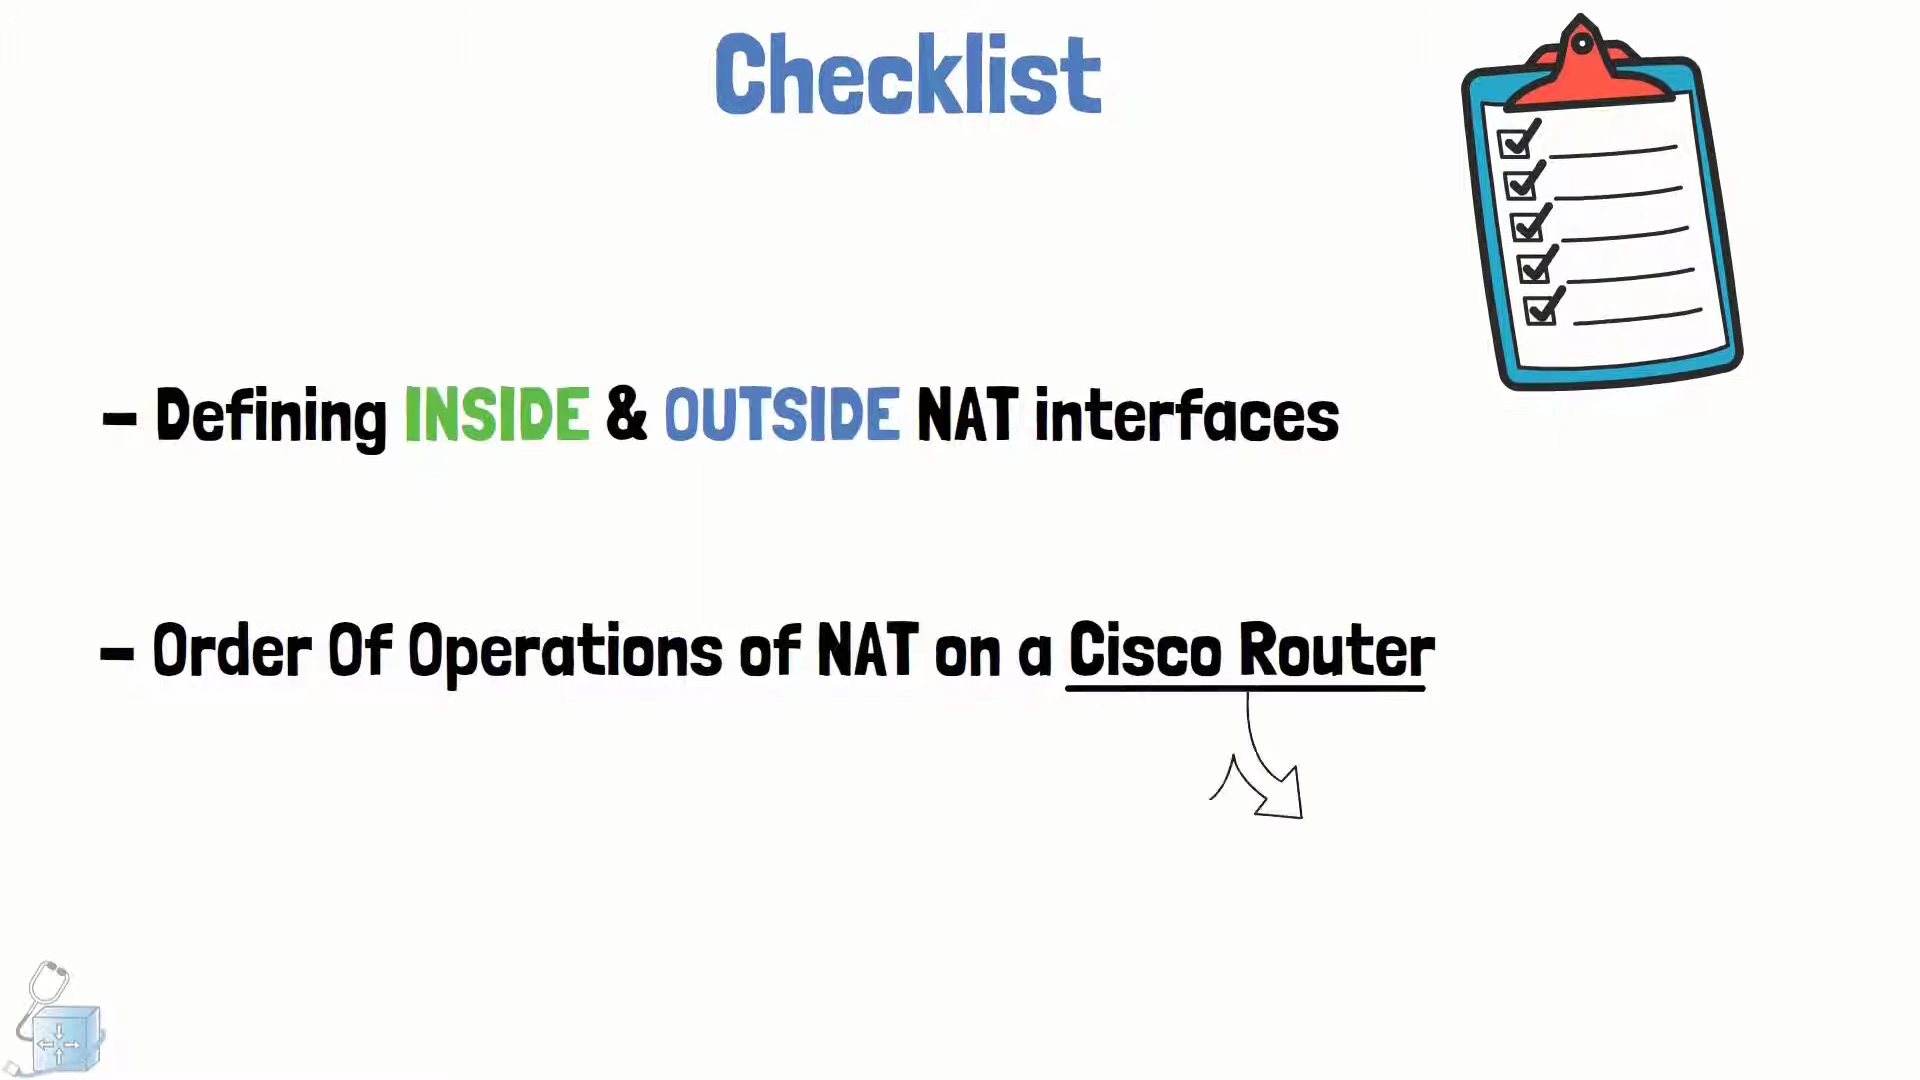 Checklist
- Defining INSIDE & OUTSIDE NAT interfaces
- Order Of Operations of NAT on a Cisco Router